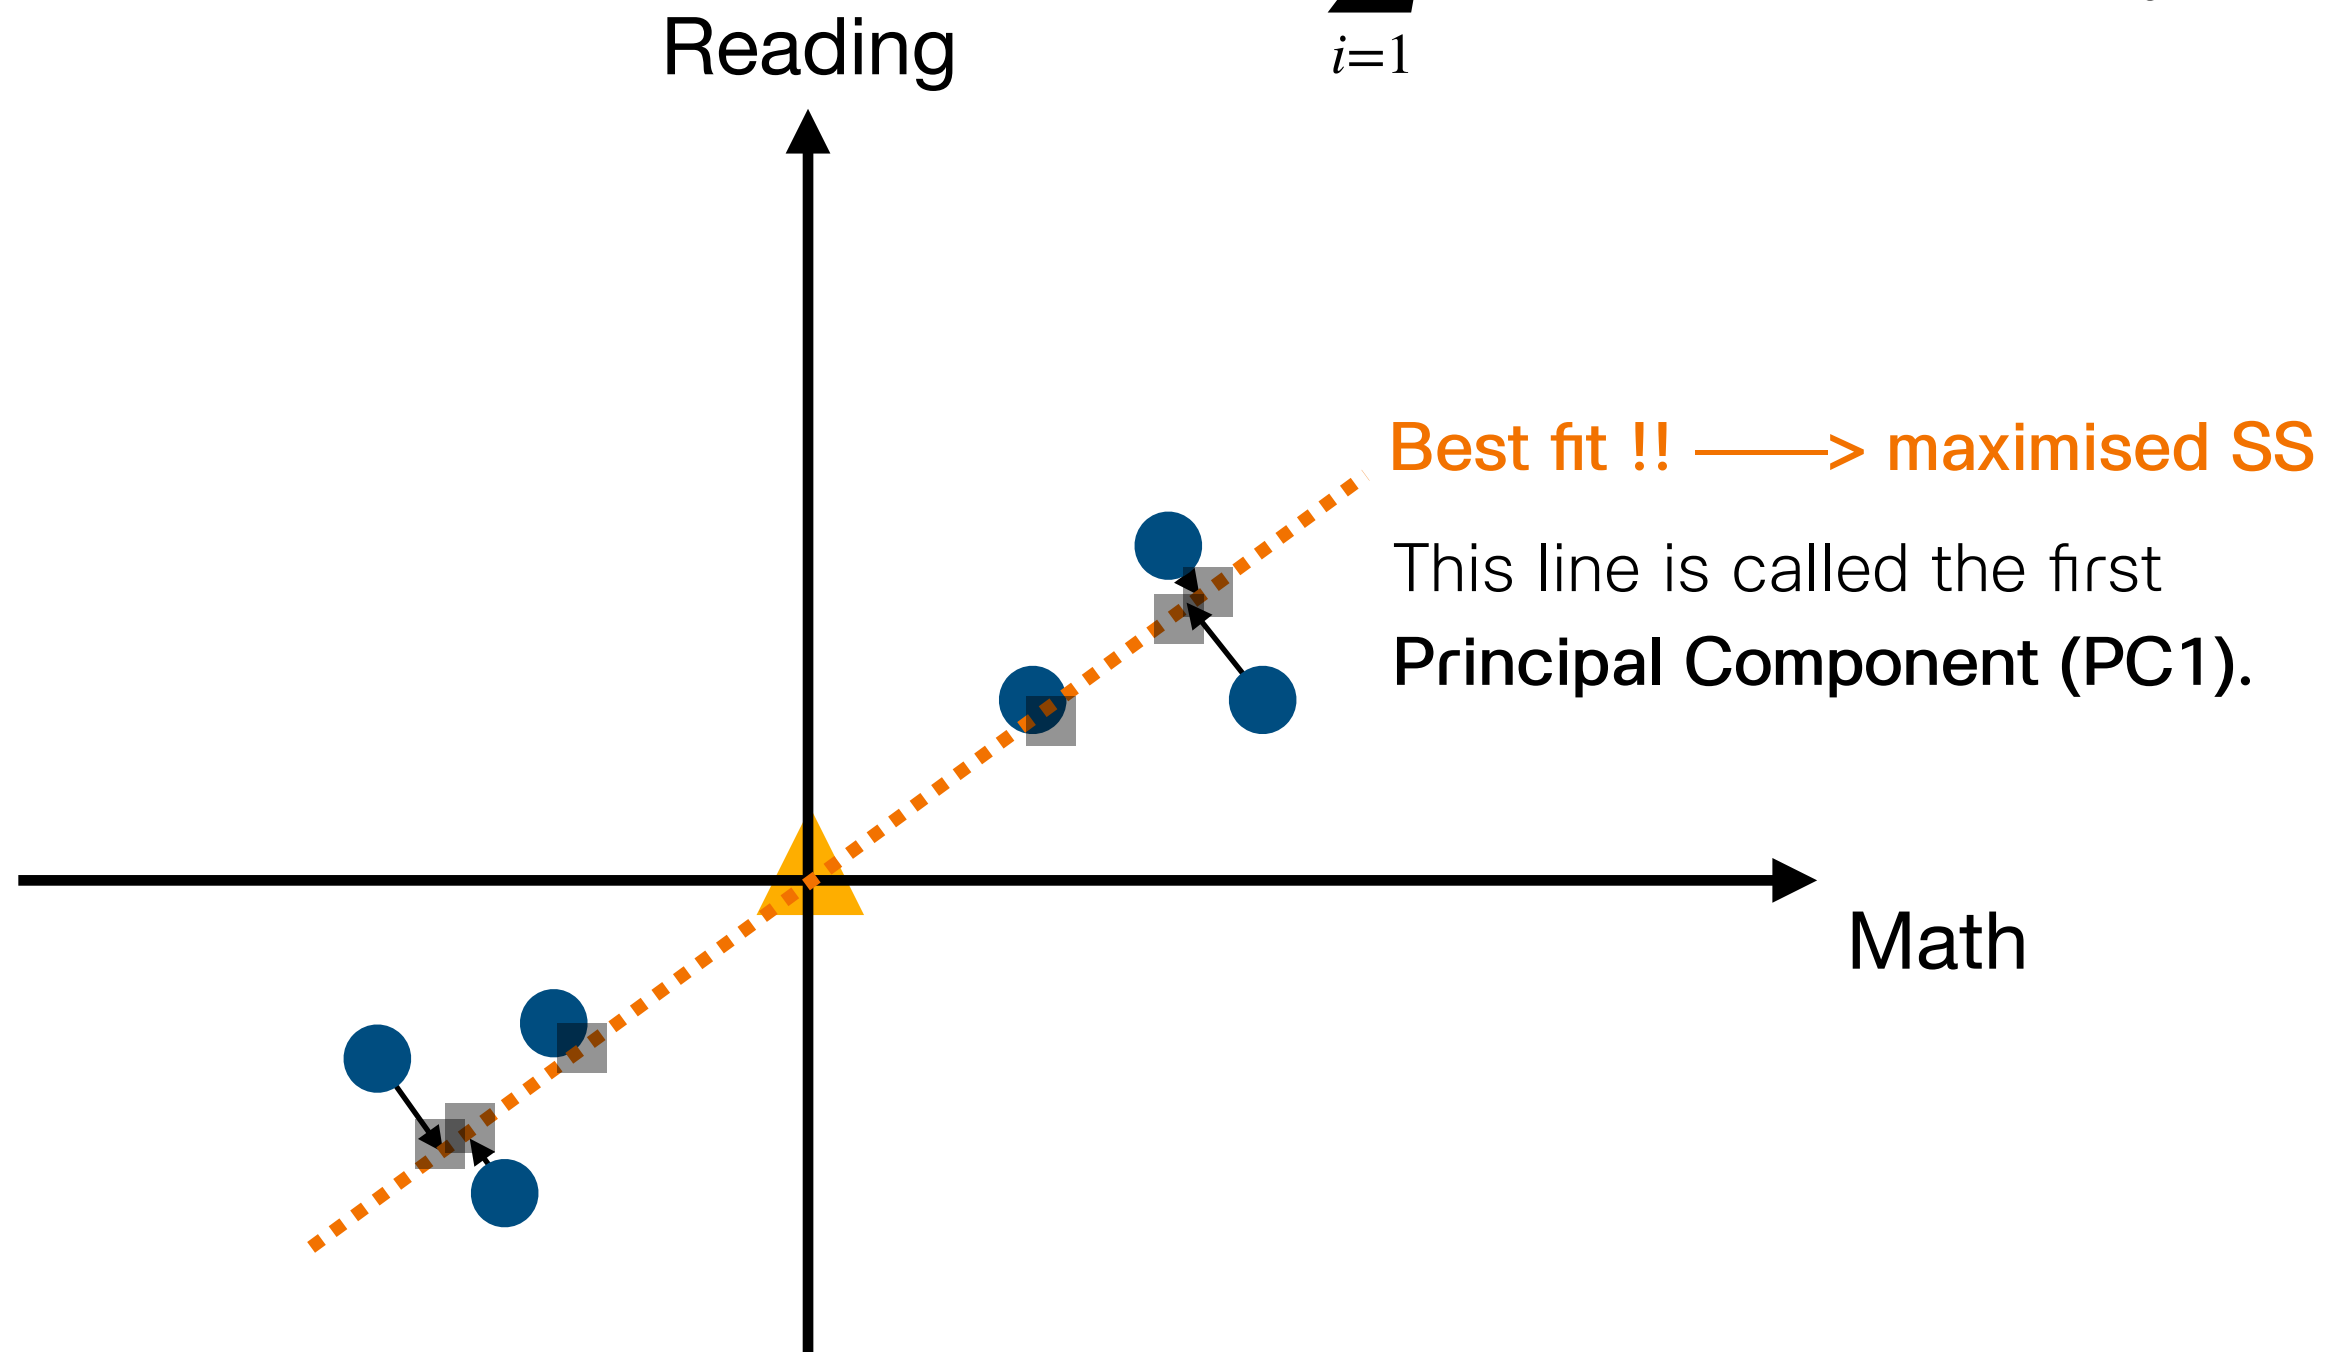 Reading
i=1
Best fit !! ——> maximised SS
This line is called the first
Principal Component (PC1).
Math